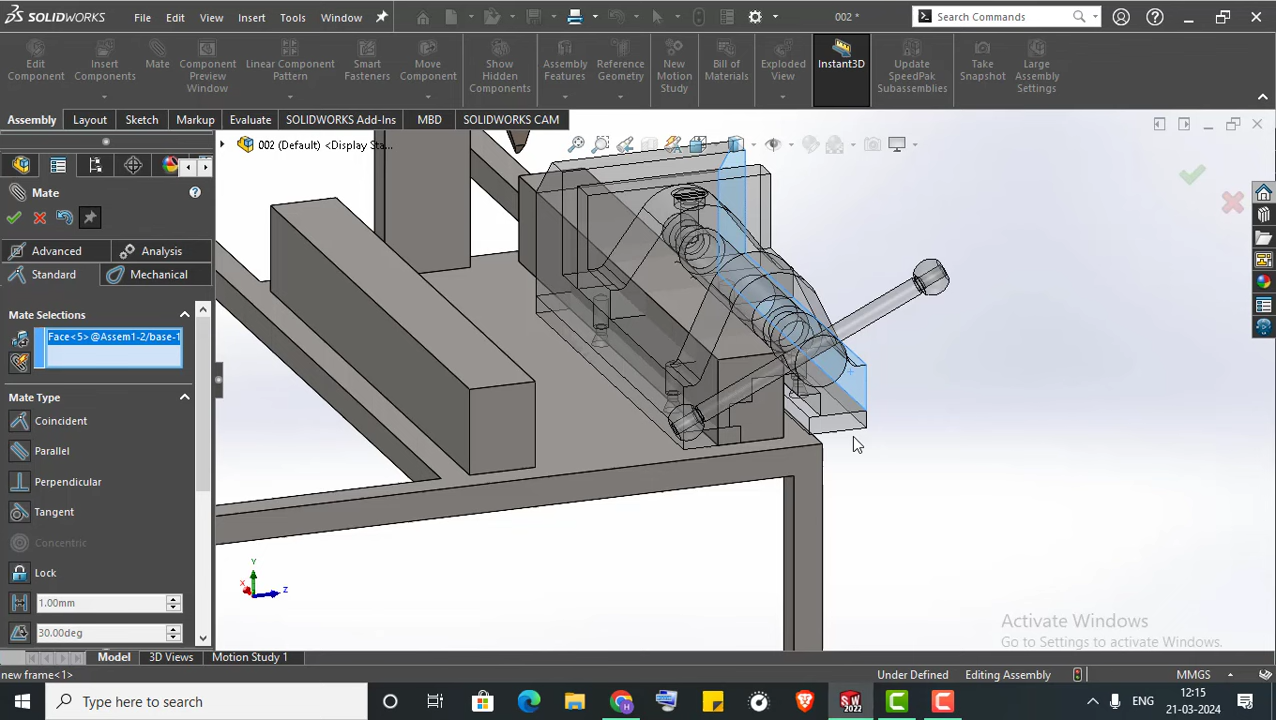 SOLIDWORKS
File
Edit
View
Insert
Tools
Window
002 *
Search Commands
Edit
Component
Insert
Components
Mate
Component
Preview
Window
Linear Component
Pattern
Smart
Fasteners
Move
Component
Show
Hidden
Components
Assembly
Features
Reference
Geometry
New
Motion
Study
Bill of
Materials
Exploded
View
Instant3D
Update
SpeedPak
Subassemblies
Take
Snapshot
Large
Assembly
Settings
Assembly
Layout
Sketch
Markup
Evaluate
SOLIDWORKS Add-Ins
MBD
SOLIDWORKS CAM
002 (Default) <Display Sta...
Mate
Advanced
Analysis
Standard
Mechanical
Mate Selections
Face<5>@Assem1-2/base-1
Mate Type
Coincident
Parallel
Perpendicular
Tangent
Concentric
Lock
1.00mm
30.00deg
Y
X
Z
Activate Windows
Go to Settings to activate Windows.
Model
3D Views
Motion Study 1
new frame<1>
Under Defined
Editing Assembly
MMGS
Type here to search
SW
2022
ENG
12:15
21-03-2024